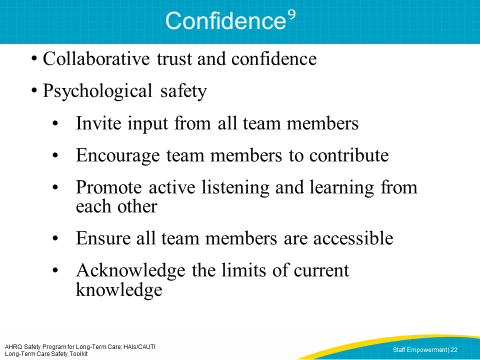 Confidence⁹
• Collaborative trust and confidence
• Psychological safety
• Invite input from all team members
• Encourage team members to contribute
• Promote active listening and learning from
each other
• Ensure all team members are accessible
• Acknowledge the limits of current
knowledge
AHRQ Safety Program for Long-Term Care: HAIs/CAUTI
Long-Term Care Safety Toolkit
Staff Empowerment| 22